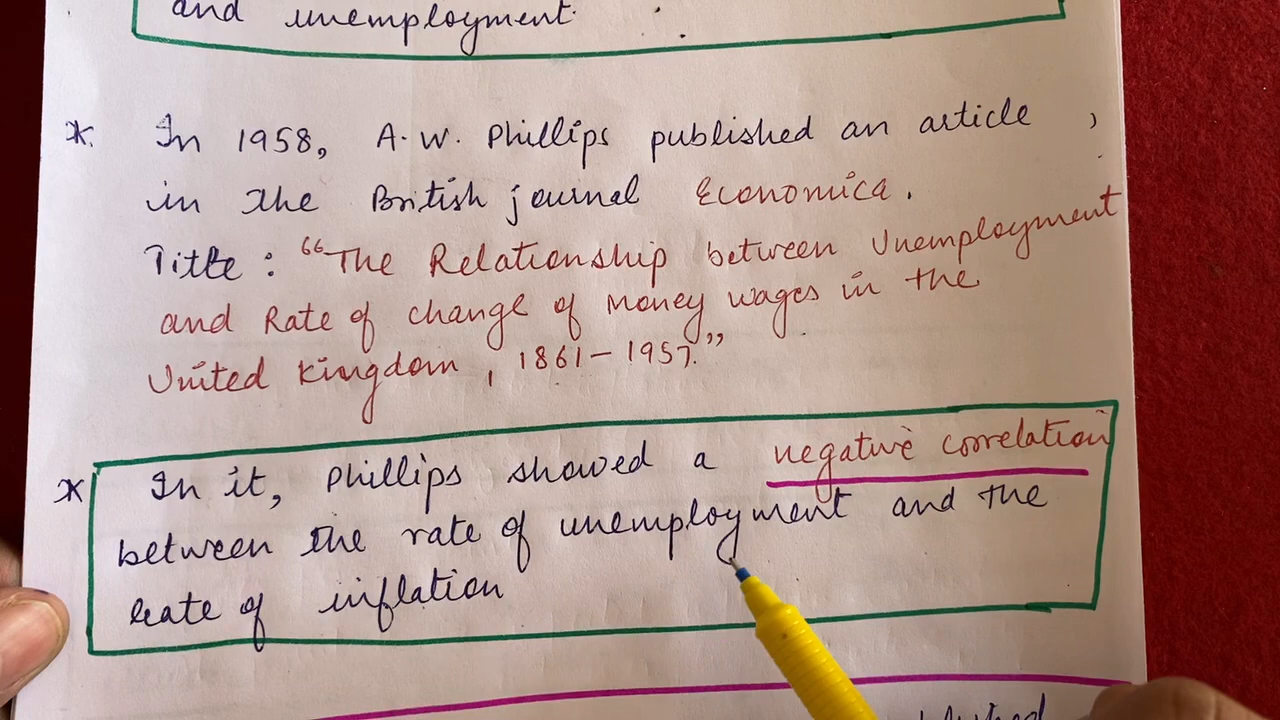 and unemployment.
* In 1958, A.W. Phillips published an article,
in the British journal Economica.
Title: "The Relationship between Unemployment
and Rate of change of Money wages in the
United Kingdom, 1861-1957."
* In it, Phillips showed a negative correlation
between the rate of unemployment and the
rate of inflation